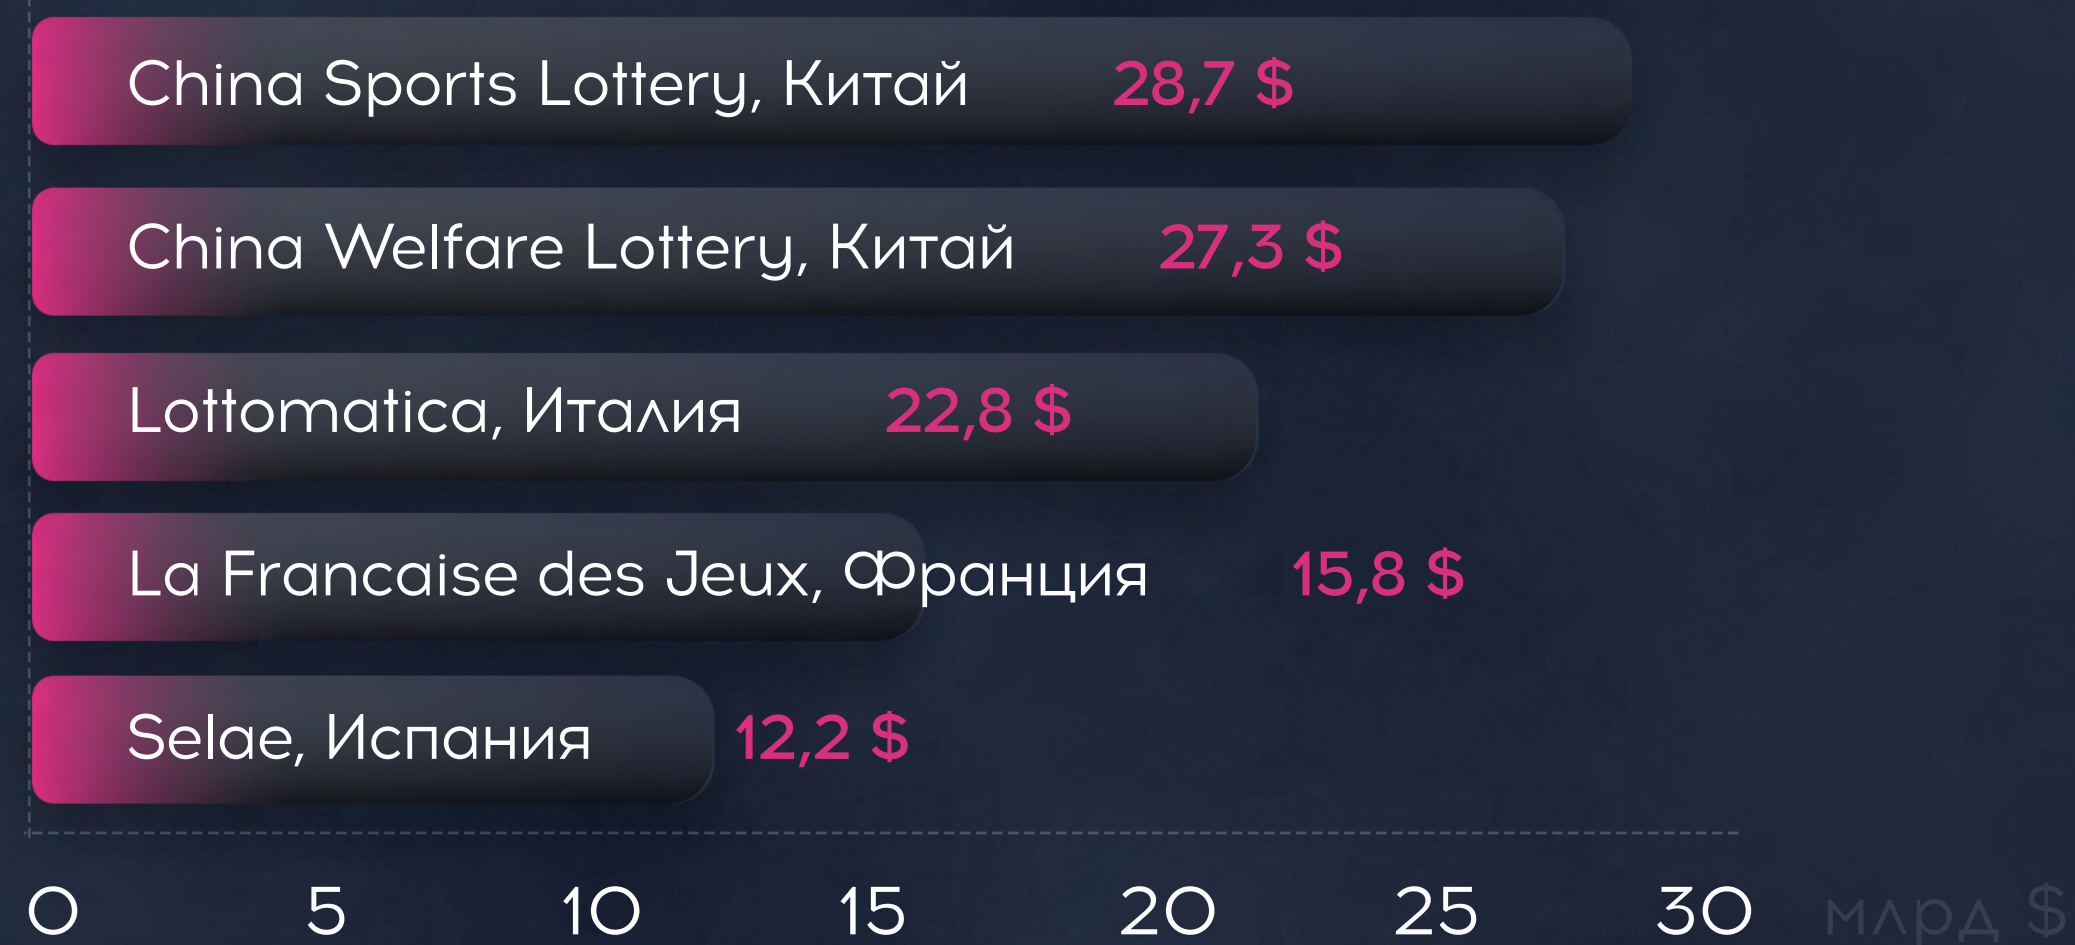 China Sports Lottery, Китай 28,7 $
China Welfare Lottery, Китай 27,3 $
Lottomatica, Италия 22,8 $
La Francaise des Jeux, Франция 15,8 $
Selae, Испания 12,2 $
0 5 10 15 20 25 30 млрд $